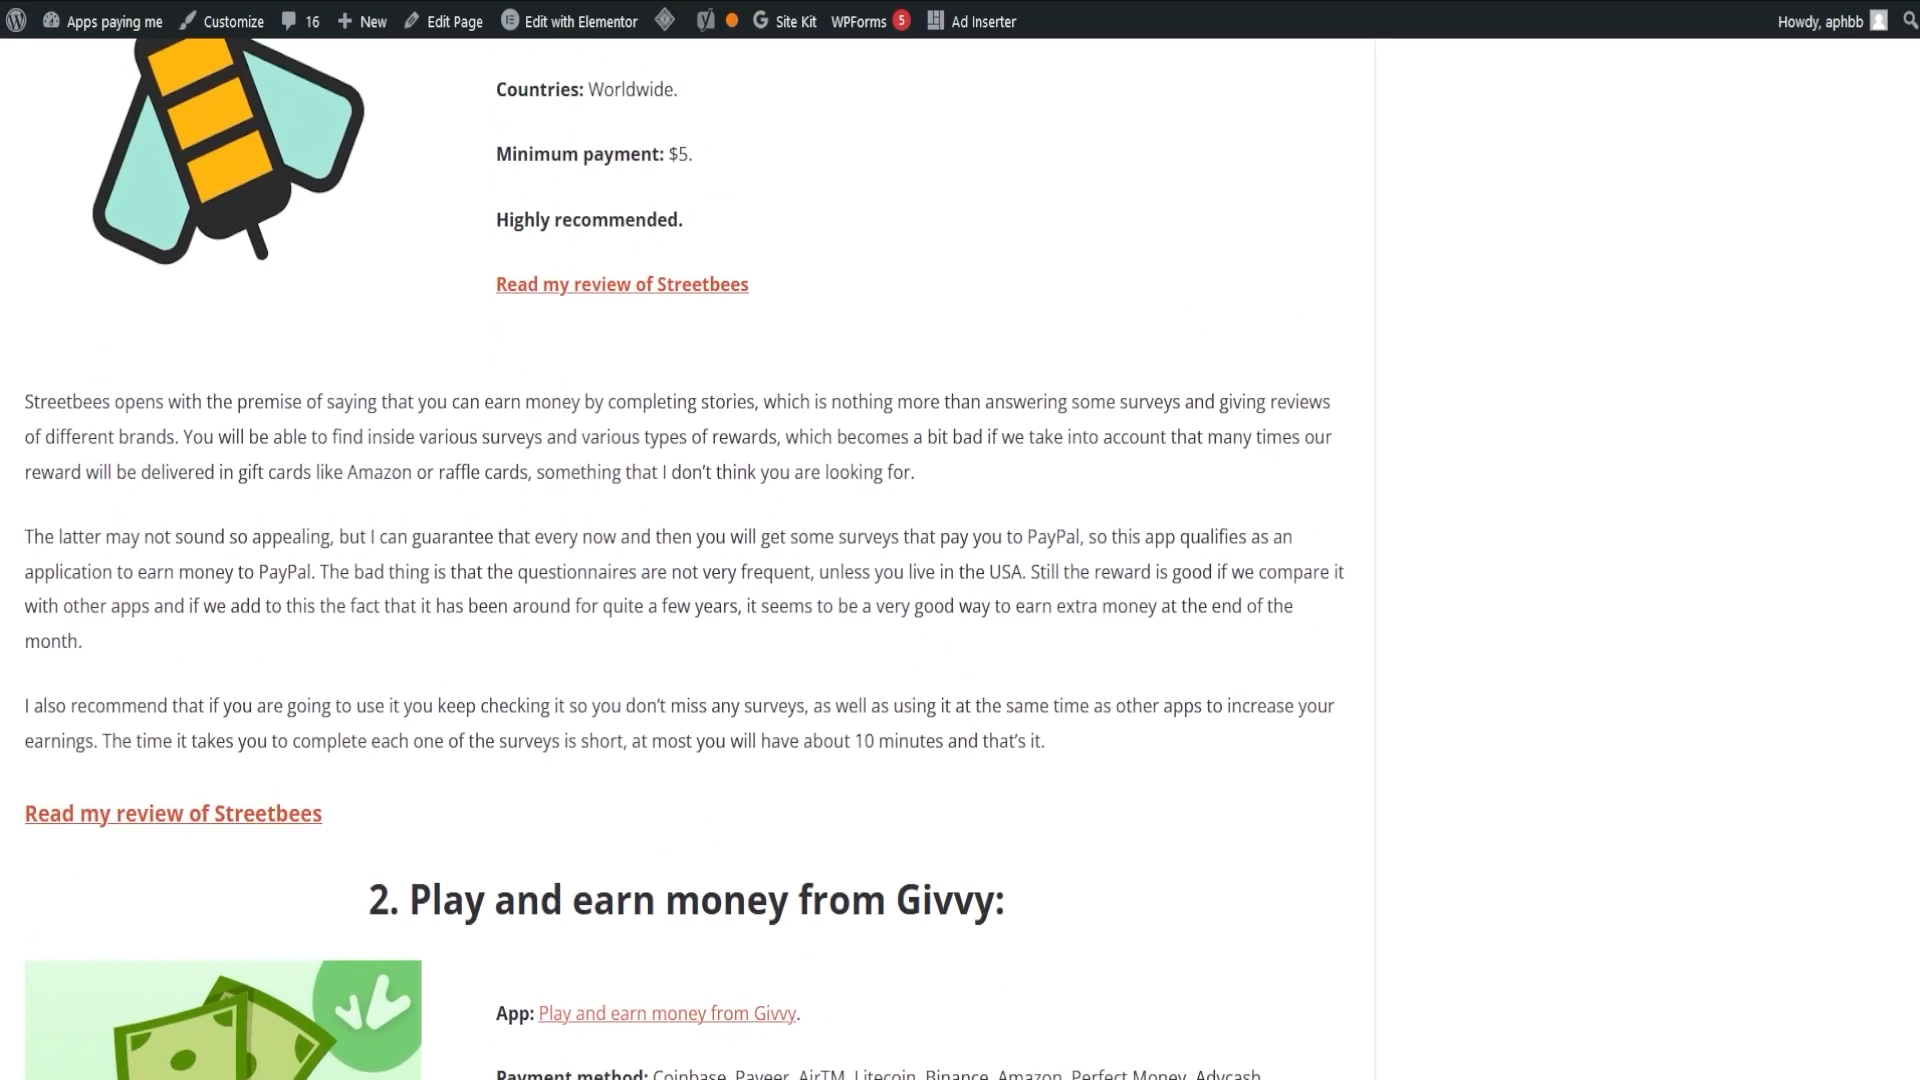 Apps paying me Customize 16 New Edit Page Edit with Elementor Site Kit WPForms 5 Ad Inserter Howdy, aphbb
Countries: Worldwide.
Minimum payment: $5.
Highly recommended.
Read my review of Streetbees
Streetbees opens with the premise of saying that you can earn money by completing stories, which is nothing more than answering some surveys and giving reviews
of different brands. You will be able to find inside various surveys and various types of rewards, which becomes a bit bad if we take into account that many times our
reward will be delivered in gift cards like Amazon or raffle cards, something that I don’t think you are looking for.
The latter may not sound so appealing, but I can guarantee that every now and then you will get some surveys that pay you to PayPal, so this app qualifies as an
application to earn money to PayPal. The bad thing is that the questionnaires are not very frequent, unless you live in the USA. Still the reward is good if we compare it
with other apps and if we add to this the fact that it has been around for quite a few years, it seems to be a very good way to earn extra money at the end of the
month.
I also recommend that if you are going to use it you keep checking it so you don’t miss any surveys, as well as using it at the same time as other apps to increase your
earnings. The time it takes you to complete each one of the surveys is short, at most you will have about 10 minutes and that’s it.
Read my review of Streetbees
2. Play and earn money from Givvy:
App: Play and earn money from Givvy.
Payment method: Coinbase, Payeer, AirTM, Litecoin, Binance, Amazon, Perfect Money, Advcash,